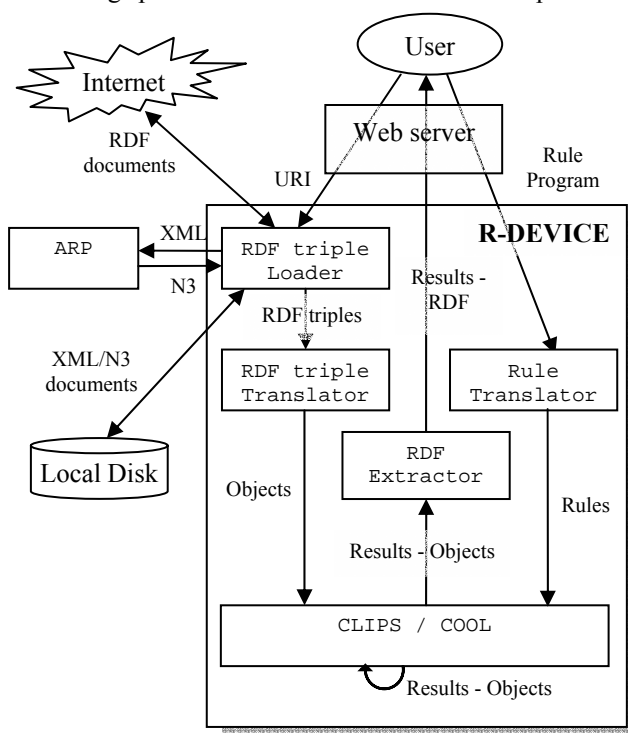 User
Internet
Web server
RDF
documents
URI
Rule
Program
R-DEVICE
ARP
XML
N3
RDF triple
Loader
Results -
RDF
RDF triples
XML/N3
documents
RDF triple
Translator
Rule
Translator
Local Disk
RDF
Extractor
Objects
Rules
Results - Objects
CLIPS / COOL
Results - Objects